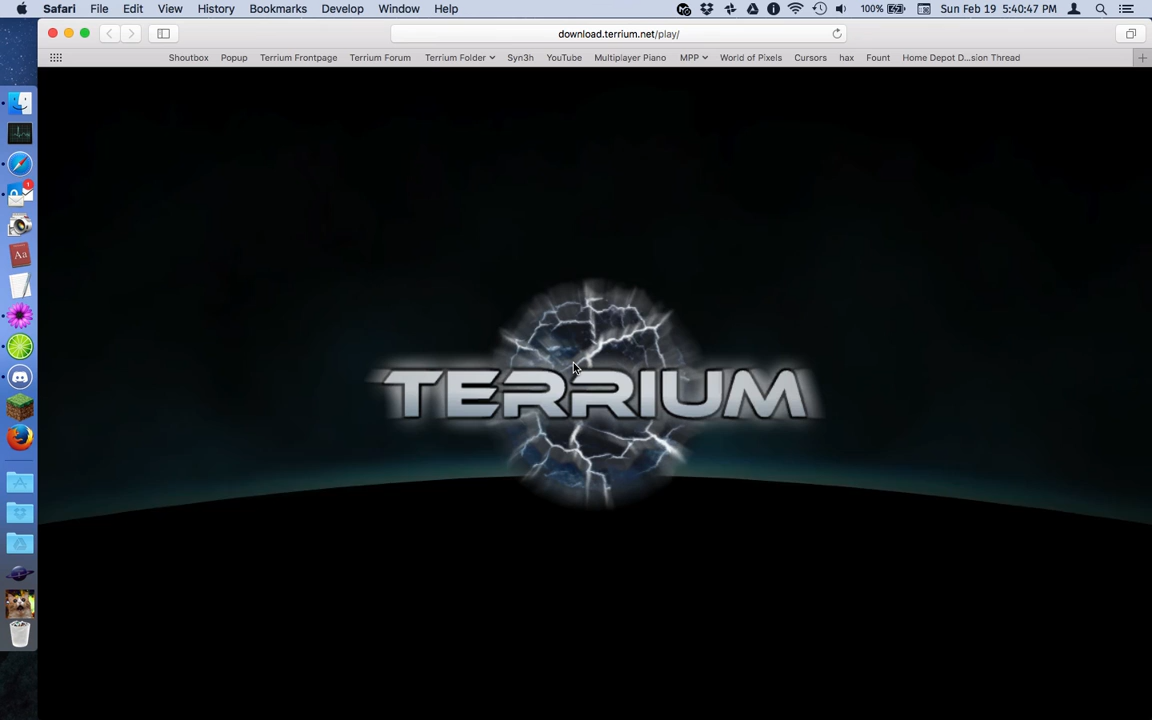 Safari File Edit View History Bookmarks Develop Window Help 100% Sun Feb 19 5:40:47 PM
download.terrium.net/play/
Shoutbox Popup Terrium Frontpage Terrium Forum Terrium Folder Syn3h YouTube Multiplayer Piano MPP World of Pixels Cursors hax Fount Home Depot D...sion Thread
1
Aa
TERRIUM